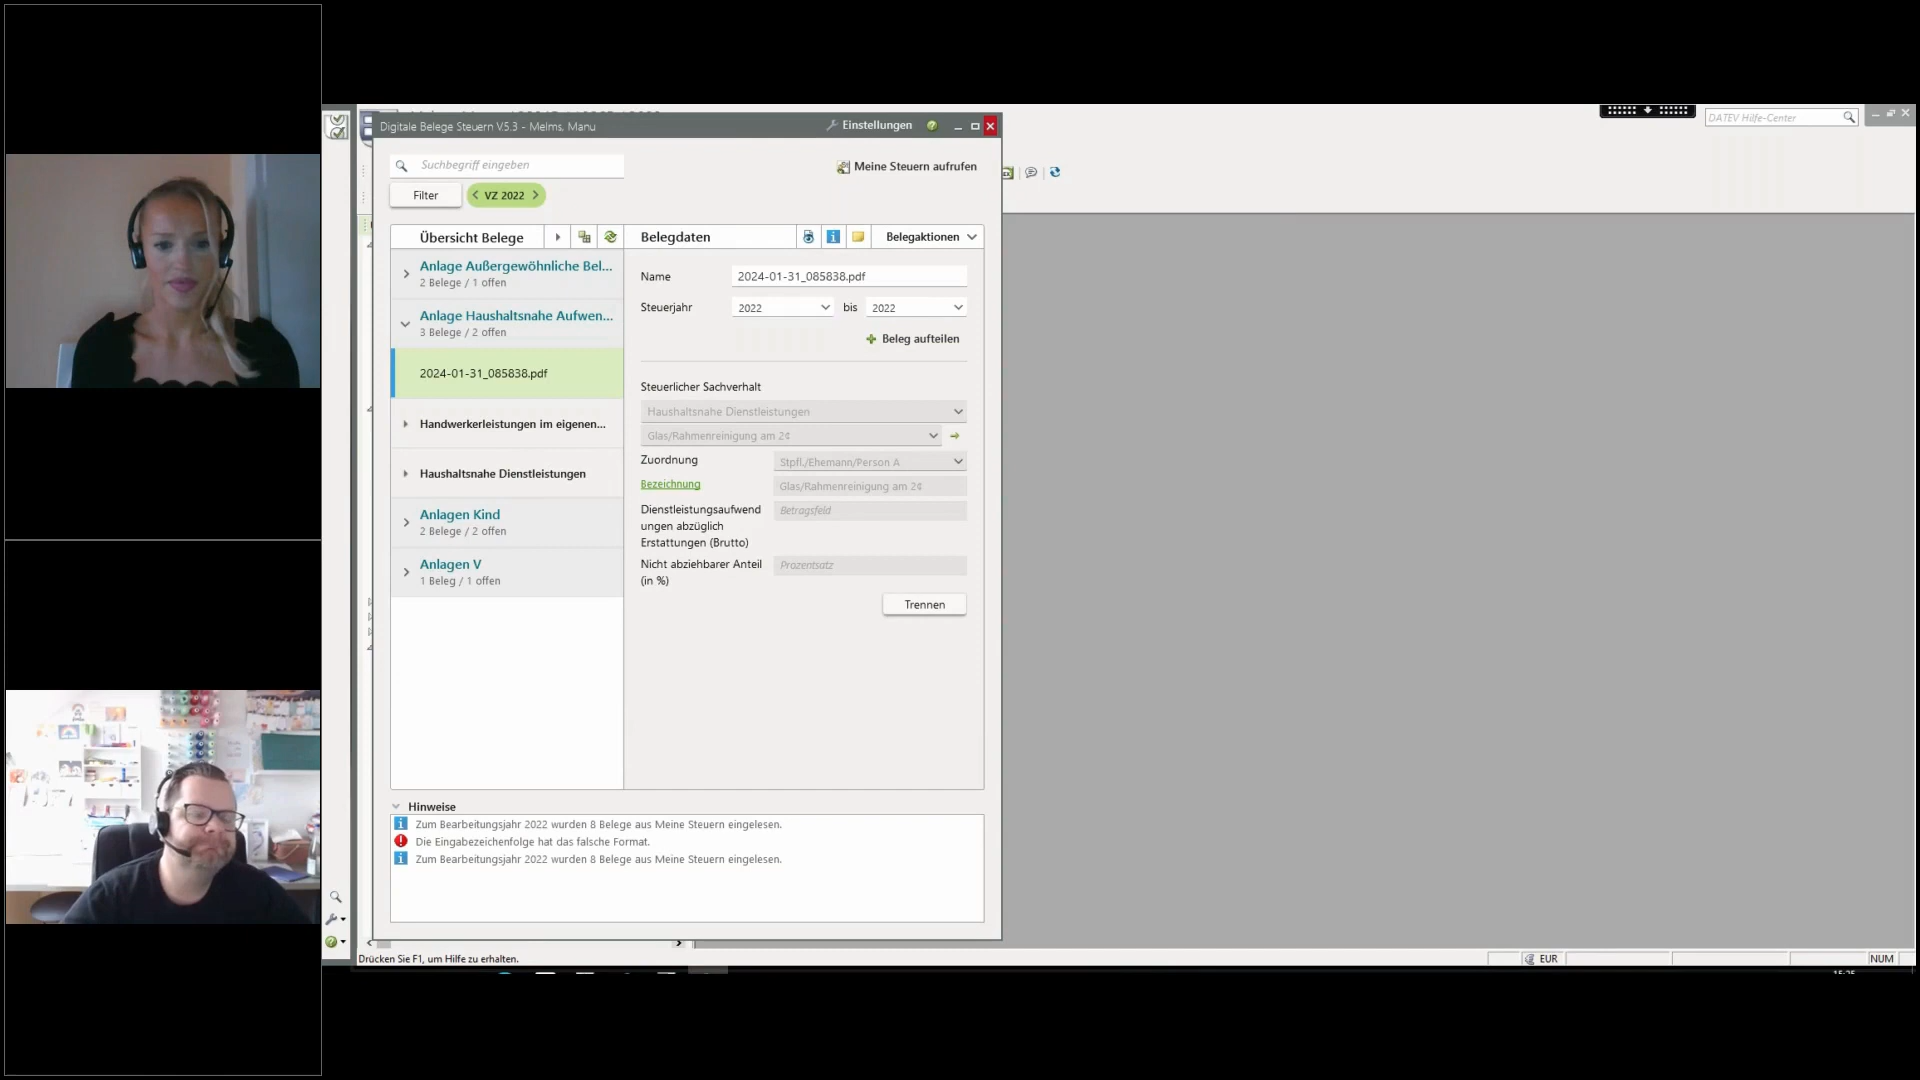 Digitale Belege Steuern V.5.3 - Melms, Manu
Einstellungen
DATEV Hilfe-Center
Suchbegriff eingeben
Meine Steuern aufrufen
Filter
VZ 2022
Übersicht Belege
Belegdaten
Belegaktionen
Anlage Außergewöhnliche Bel...
2 Belege / 1 offen
Anlage Haushaltsnahe Aufwen...
3 Belege / 2 offen
2024-01-31_085838.pdf
Handwerkerleistungen im eigenen...
Haushaltsnahe Dienstleistungen
Anlagen Kind
2 Belege / 2 offen
Anlagen V
1 Beleg / 1 offen
Name
2024-01-31_085838.pdf
Steuerjahr
2022
bis
2022
Beleg aufteilen
Steuerlicher Sachverhalt
Haushaltsnahe Dienstleistungen
Glas/Rahmenreinigung am 2¢
Zuordnung
Stpfl./Ehemann/Person A
Bezeichnung
Glas/Rahmenreinigung am 2¢
Dienstleistungsaufwend
ungen abzüglich
Erstattungen (Brutto)
Betragsfeld
Nicht abziehbarer Anteil
(in %)
Prozentsatz
Trennen
Hinweise
Zum Bearbeitungsjahr 2022 wurden 8 Belege aus Meine Steuern eingelesen.
Die Eingabezeichenfolge hat das falsche Format.
Zum Bearbeitungsjahr 2022 wurden 8 Belege aus Meine Steuern eingelesen.
Drücken Sie F1, um Hilfe zu erhalten.
EUR
NUM